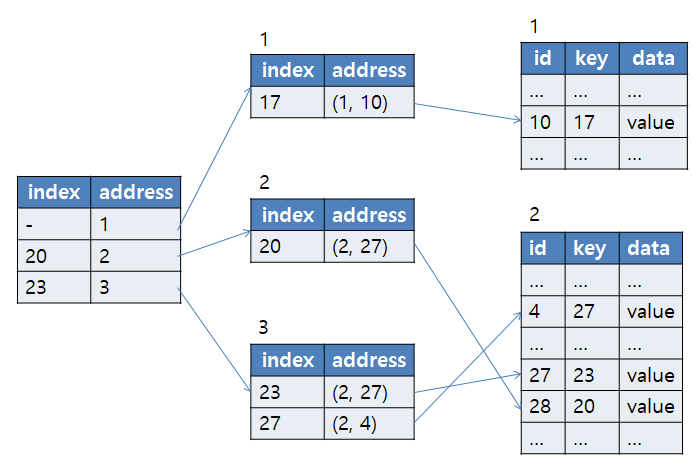 index address
- 1
20 2
23 3
1
index address
17 (1, 10)
2
index address
20 (2, 27)
3
index address
23 (2, 27)
27 (2, 4)
1
id key data
... ... ...
10 17 value
... ... ...
2
id key data
... ... ...
4 27 value
... ... ...
27 23 value
28 20 value
... ... ...